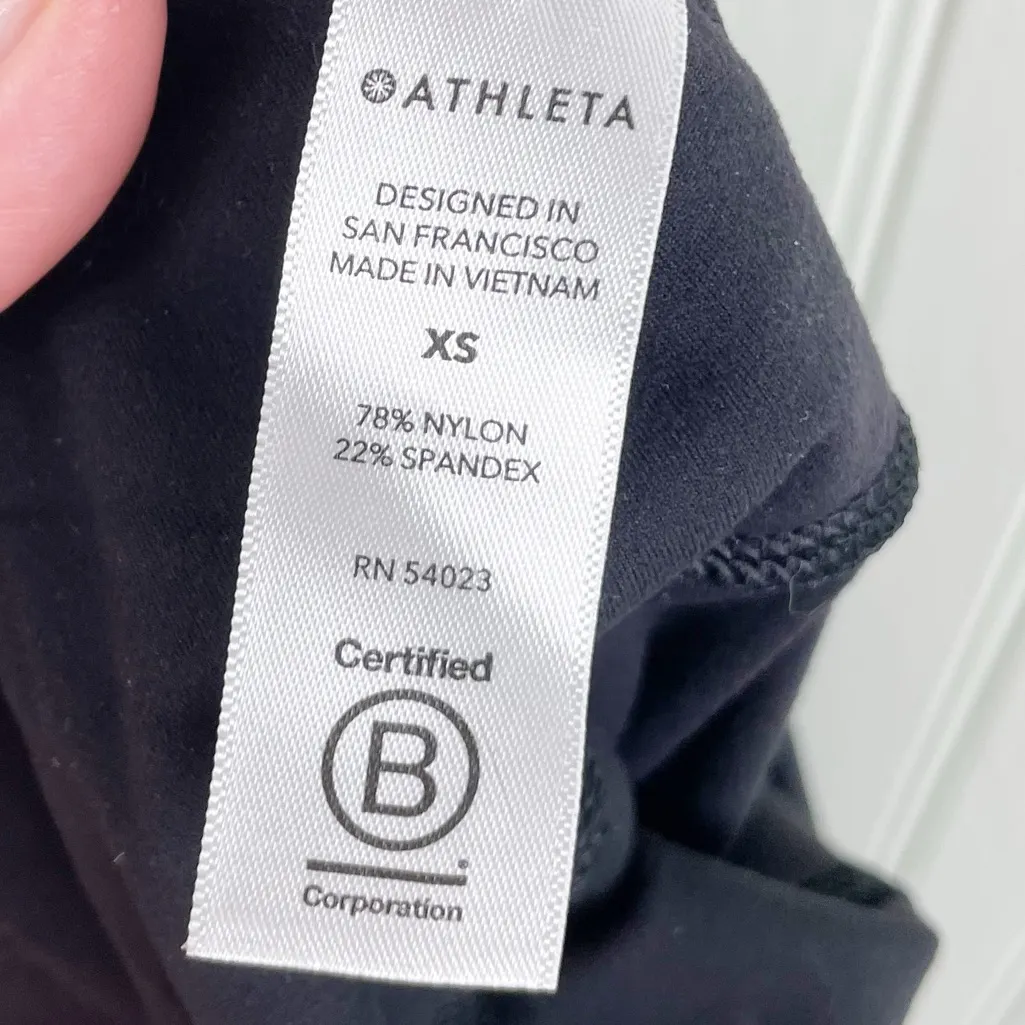 ATHLETA
DESIGNED IN
SAN FRANCISCO
MADE IN VIETNAM
XS
78% NYLON
22% SPANDEX
RN 54023
Certified
B
Corporation